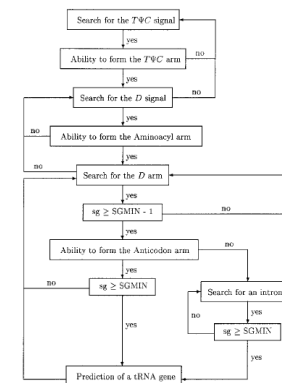 Search for the TΨC signal
yes
Ability to form the TΨC arm
no
yes
Search for the D signal
no
yes
no
Ability to form the Aminoacyl arm
yes
no
Search for the D arm
yes
sg ≥ SGMIN - 1
no
yes
Ability to form the Anticodon arm
no
yes
no
sg ≥ SGMIN
Search for an intron
yes
no
yes
sg ≥ SGMIN
yes
Prediction of a tRNA gene